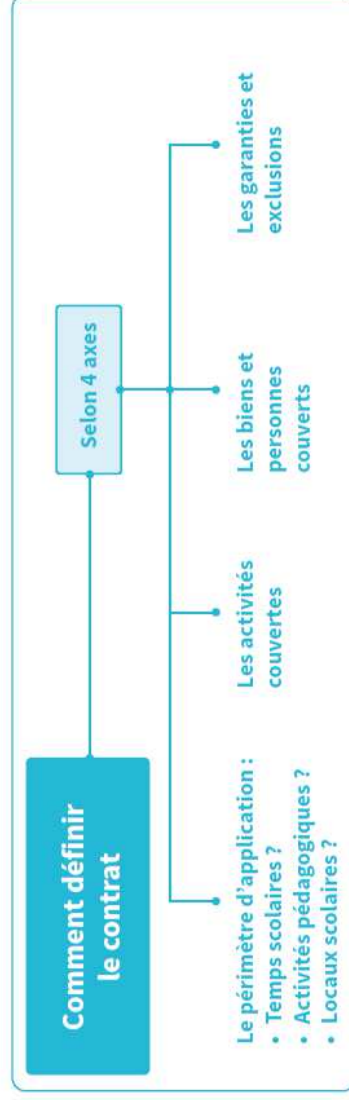 Comment définir
le contrat
Selon 4 axes
Le périmètre d’application :
• Temps scolaires ?
• Activités pédagogiques ?
• Locaux scolaires ?
Les activités
couvertes
Les biens et
personnes
couverts
Les garanties et
exclusions